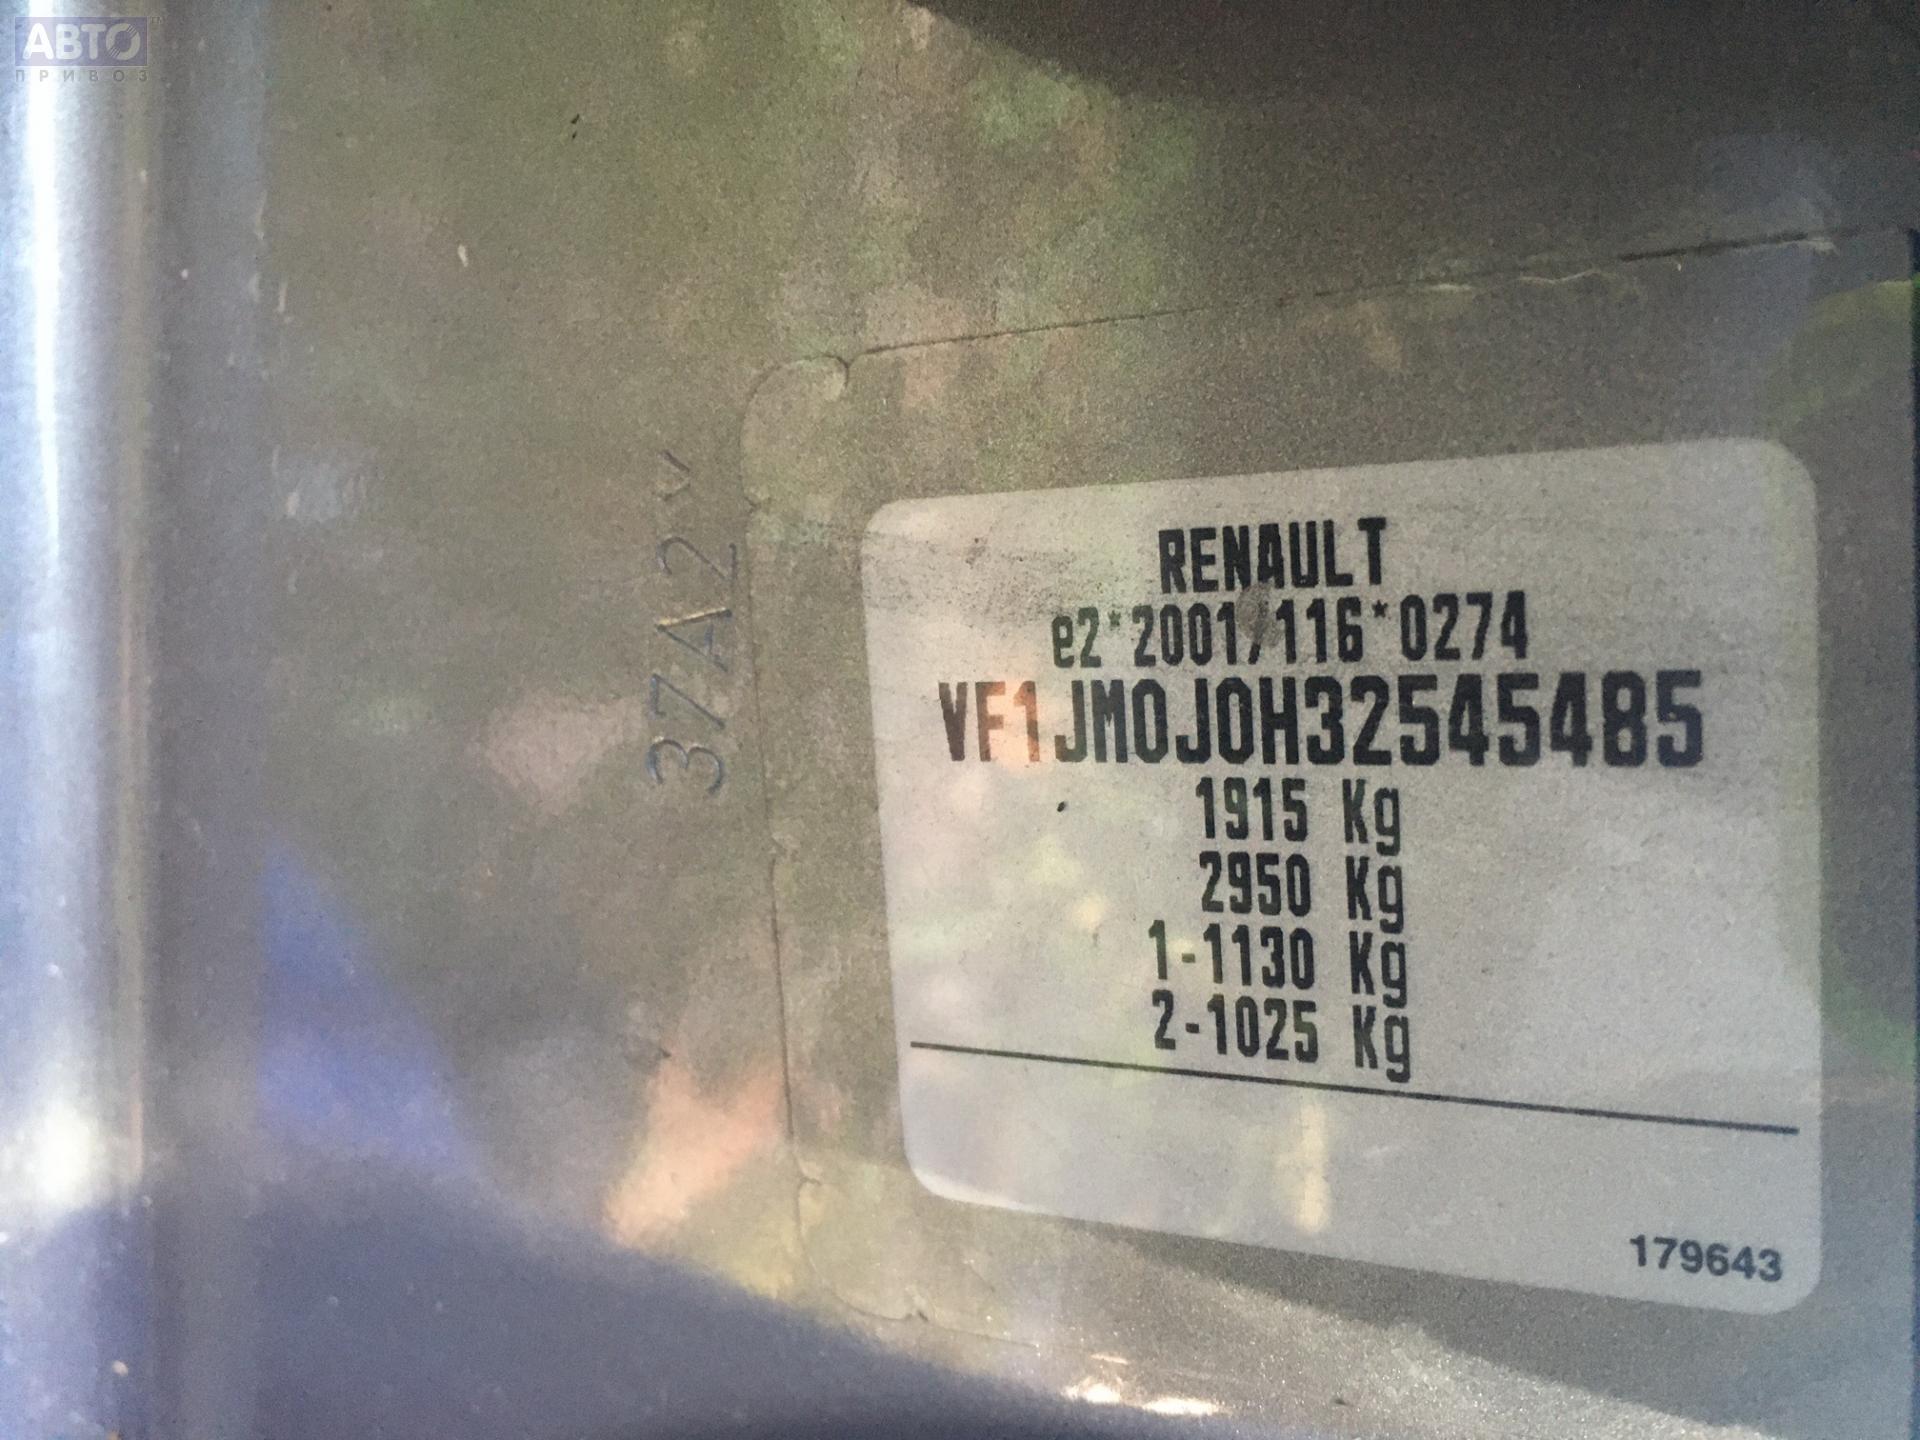 АВТО
ПРИВОЗ
37A2V
RENAULT
e2*2001/116*0274
VF1JM0J0H32545485
1915 Kg
2950 Kg
1-1130 Kg
2-1025 Kg
179643